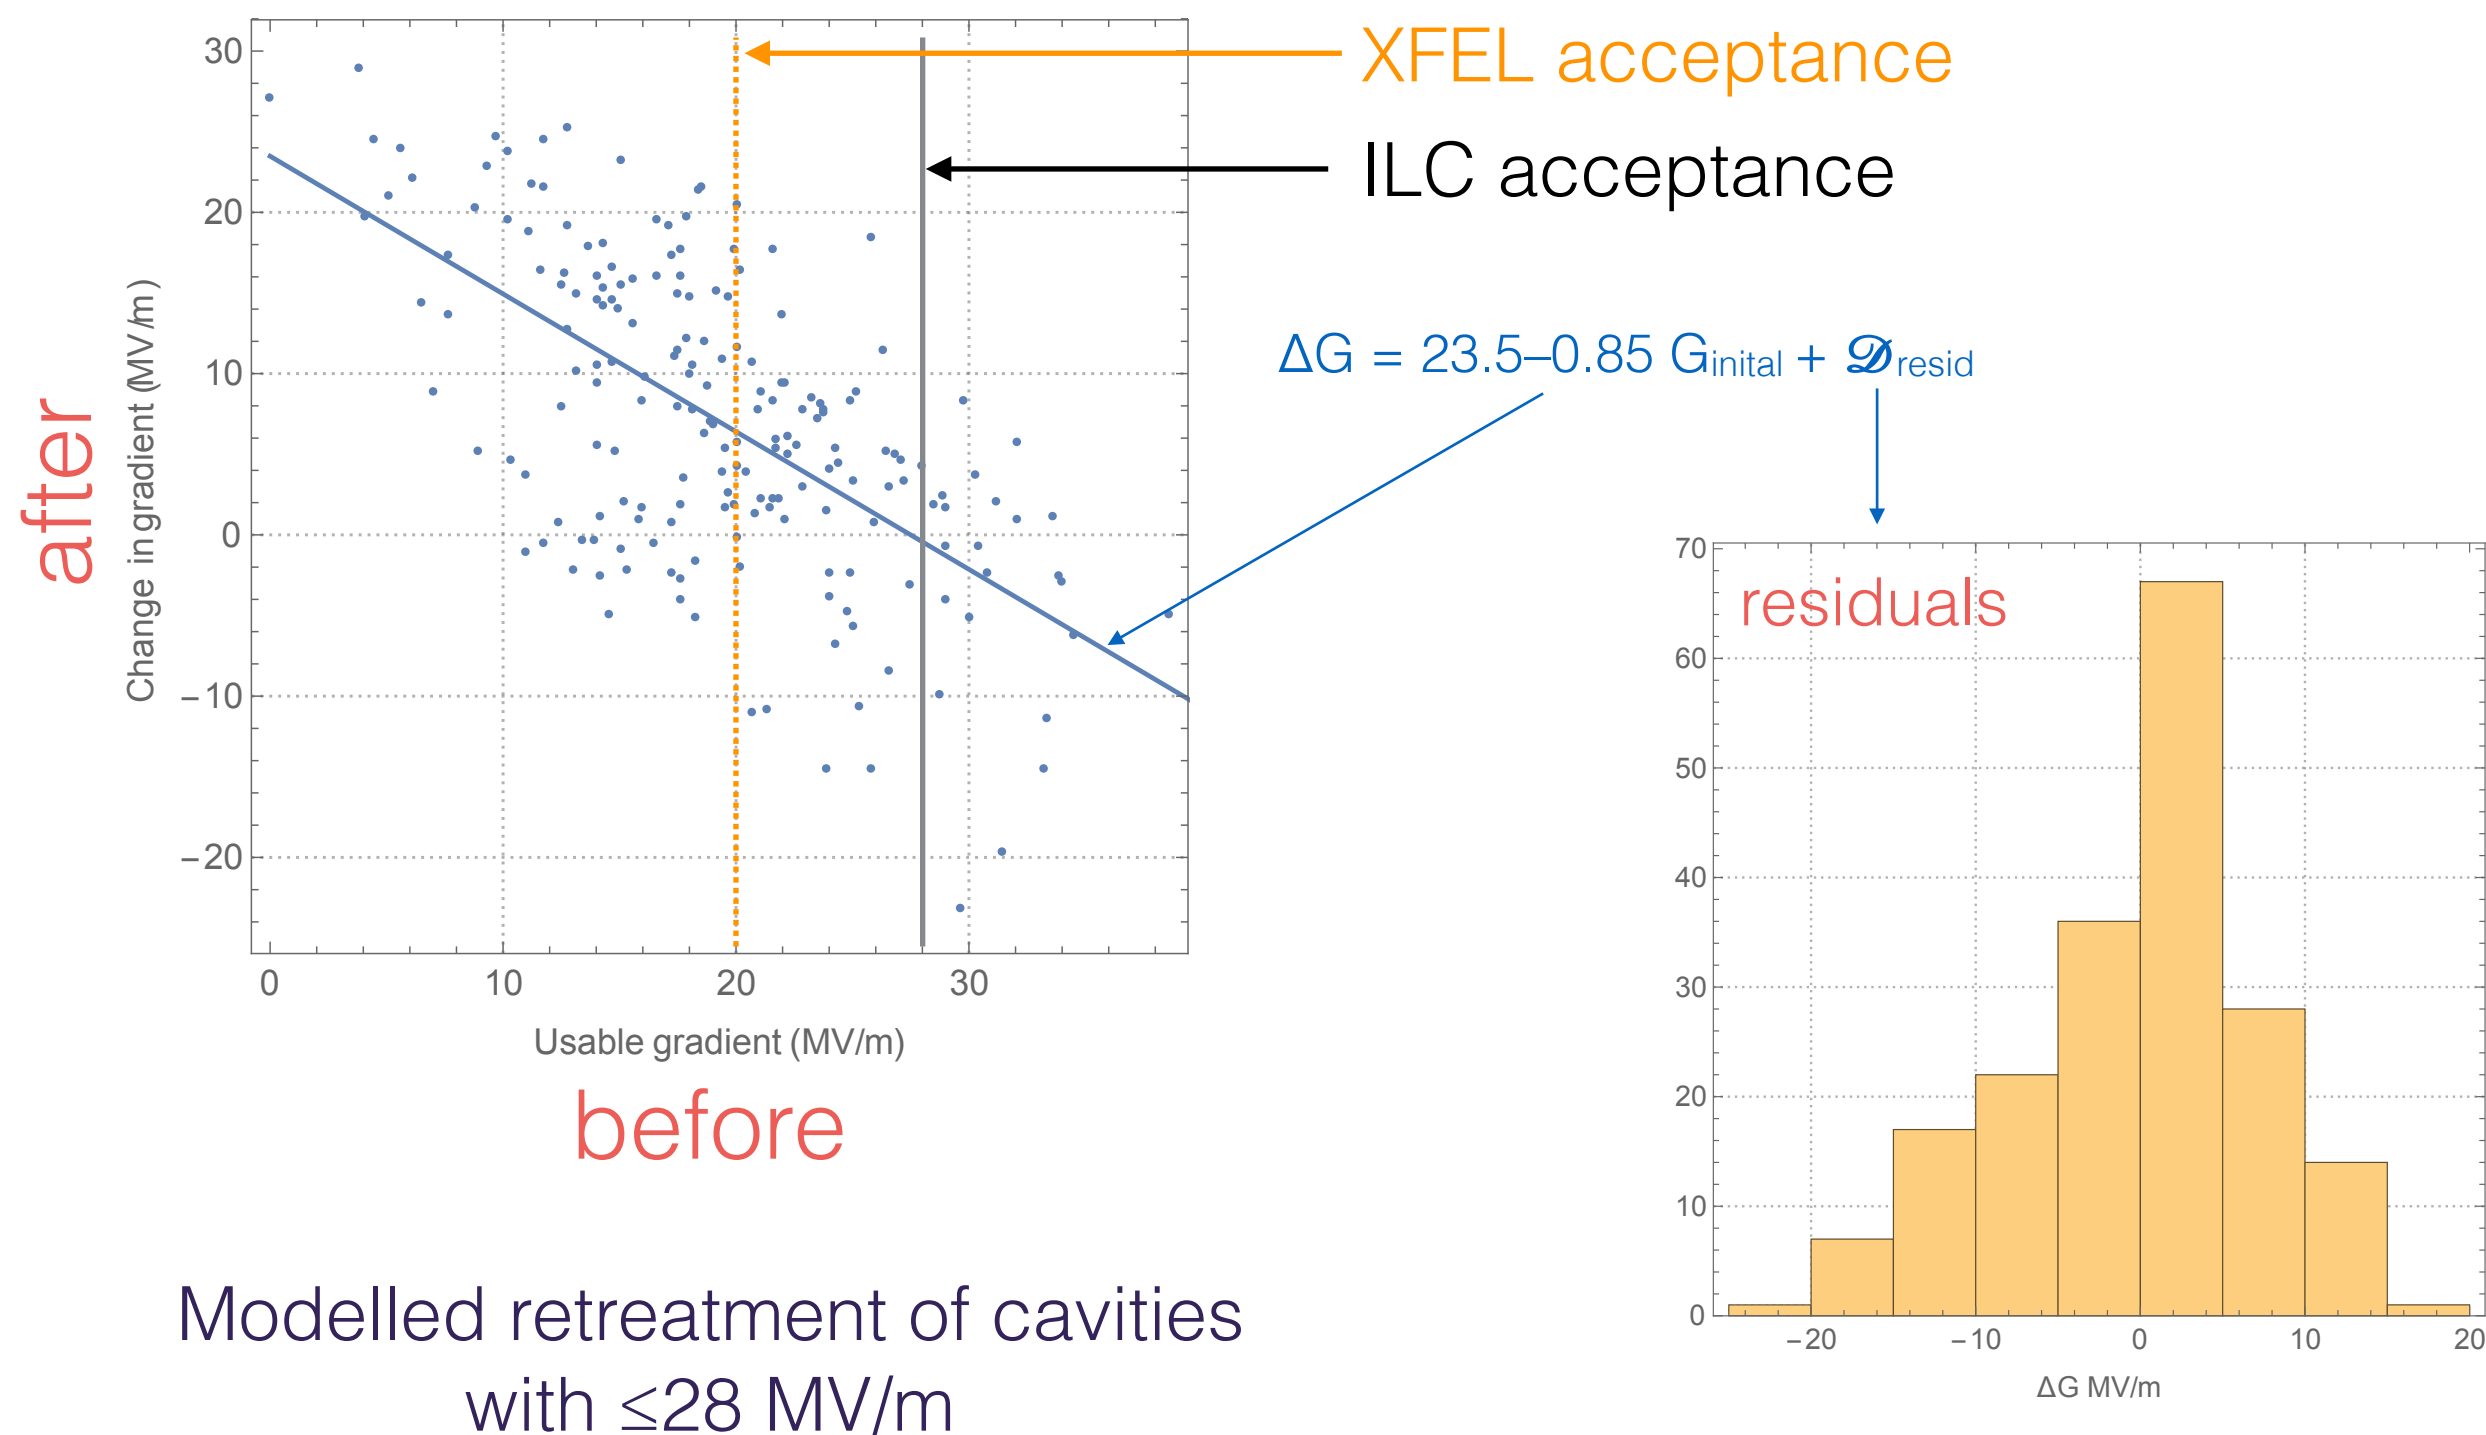 XFEL acceptance
ILC acceptance
30
20
10
0
−10
−20
after
Change in gradient (MV/m)
0 10 20 30
Usable gradient (MV/m)
before
ΔG = 23.5–0.85 Ginital + 𝒟resid
residuals
70
60
50
40
30
20
10
0
−20 −10 0 10 20
ΔG MV/m
Modelled retreatment of cavities
with ≤28 MV/m